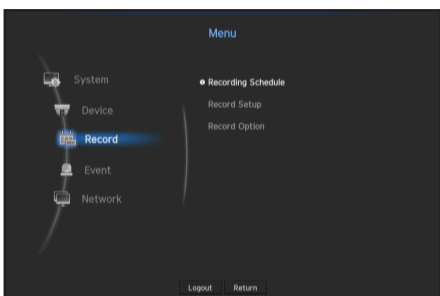 Menu
System
Device
Record
Event
Network
Recording Schedule
Record Setup
Record Option
Logout Return